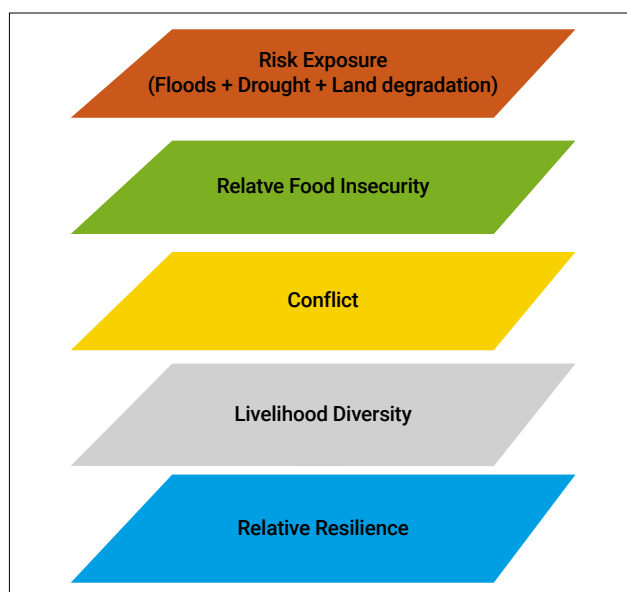 Risk Exposure
(Floods + Drought + Land degradation)
Relatve Food Insecurity
Conflict
Livelihood Diversity
Relative Resilience